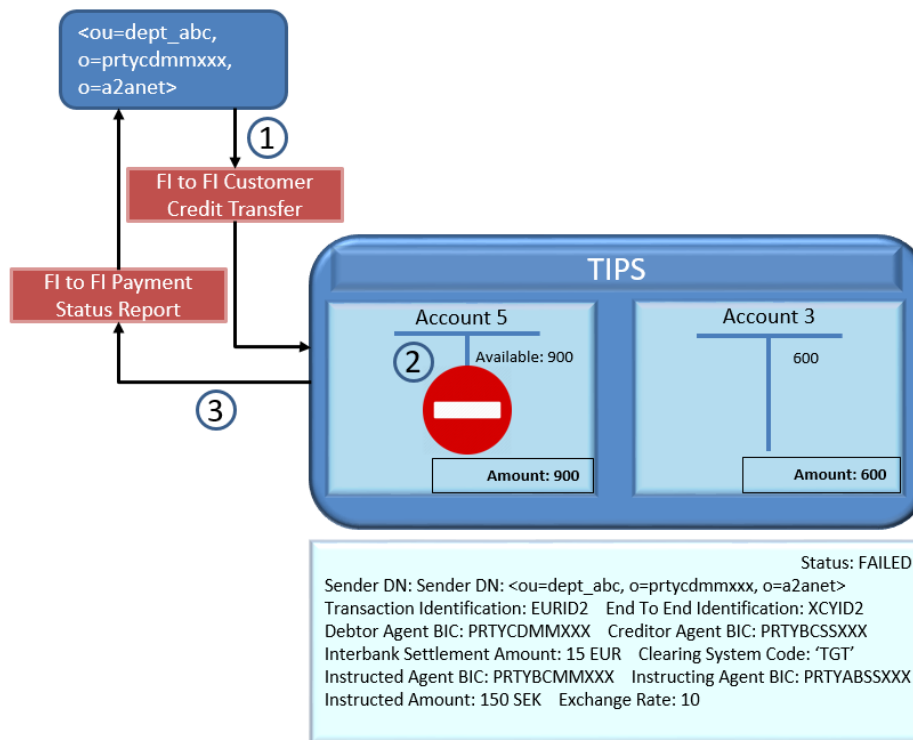 <ou=dept_abc,
o=prtycdmmxxx,
o=a2anet>
1
FI to FI Customer
Credit Transfer
FI to FI Payment
Status Report
3
TIPS
Account 5
2
Available: 900
Amount: 900
Account 3
600
Amount: 600
Status: FAILED
Sender DN: Sender DN: <ou=dept_abc, o=prtycdmmxxx, o=a2anet>
Transaction Identification: EURID2 End To End Identification: XCYID2
Debtor Agent BIC: PRTYCDMMXXX Creditor Agent BIC: PRTYBCSSXXX
Interbank Settlement Amount: 15 EUR Clearing System Code: ‘TGT’
Instructed Agent BIC: PRTYBCMMXXX Instructing Agent BIC: PRTYABSSXXX
Instructed Amount: 150 SEK Exchange Rate: 10